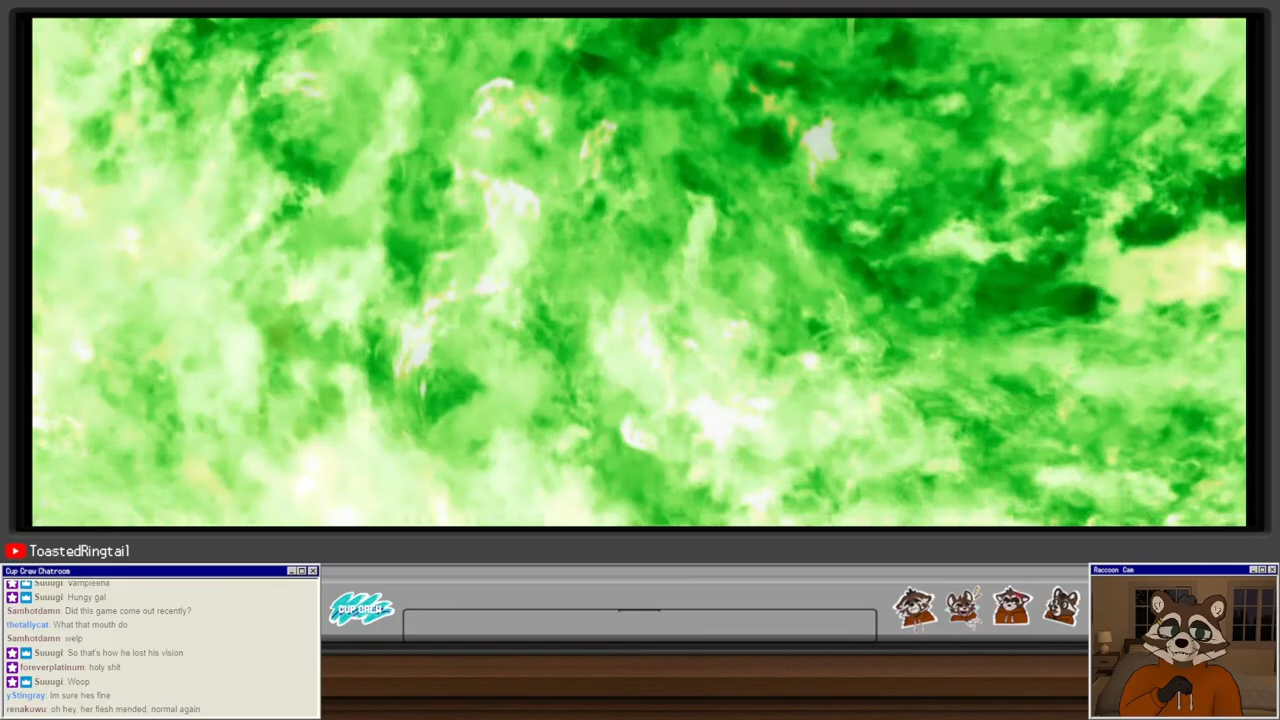 ToastedRingtail
Cup Crew Chatroom
Suuugi: Vampleena
Suuugi: Hungy gal
Samhotdamn: Did this game come out recently?
thetallycat: What that mouth do
Samhotdamn: welp
Suuugi: So that's how he lost his vision
foreverplatinum: holy shit
Suuugi: Woop
yStingray: Im sure hes fine
renakuwu: oh hey, her flesh mended, normal again
CUP CREW
Raccoon Cam